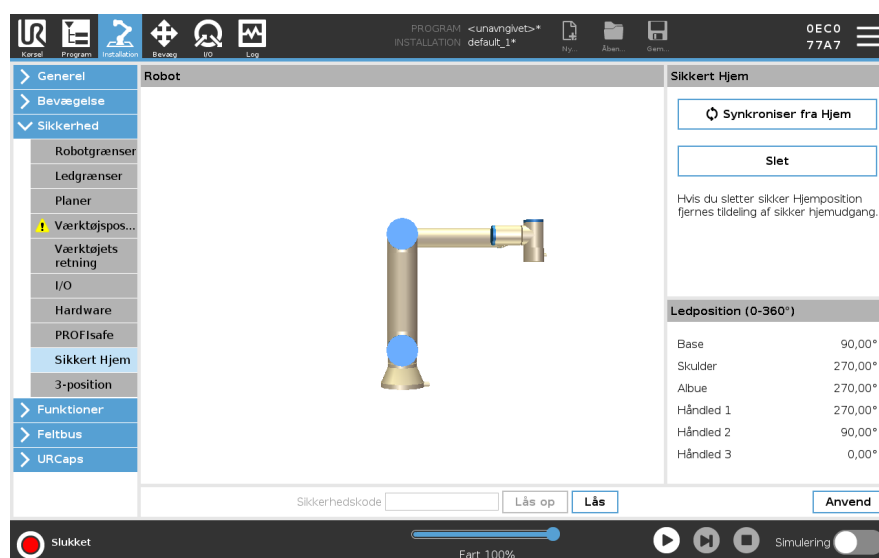 PROGRAM <unavngivet>*
INSTALLATION default_1*
Ny...
Åben...
Gem...
0EC0
77A7
Kørsel
Program
Installation
Bevæg
I/O
Log
Generel
Bevægelse
Sikkerhed
Robotgrænser
Ledgrænser
Planer
Værktøjspos...
Værktøjets
retning
I/O
Hardware
PROFIsafe
Sikkert Hjem
3-position
Funktioner
Feltbus
URCaps
Robot
Sikkert Hjem
Synkroniser fra Hjem
Slet
Hvis du sletter sikker Hjemposition
fjernes tildeling af sikker hjemudgang.
Ledposition (0-360°)
Base 90,00°
Skulder 270,00°
Albue 270,00°
Håndled 1 270,00°
Håndled 2 90,00°
Håndled 3 0,00°
Sikkerhedskode
Lås op
Lås
Anvend
Slukket
Fart 100%
Simulering